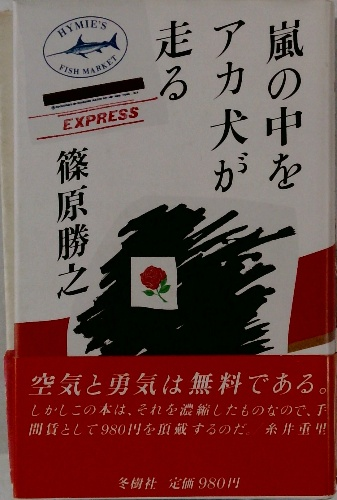 嵐の中を
アカ犬が
走る
篠原勝之
HYMIE'S
FISH MARKET
EXPRESS
空気と勇気は無料である。
しかしこの本は、それを濃縮したものなので、手
間賃として980円を頂戴するのだ。 糸井重里
冬樹社 定価980円